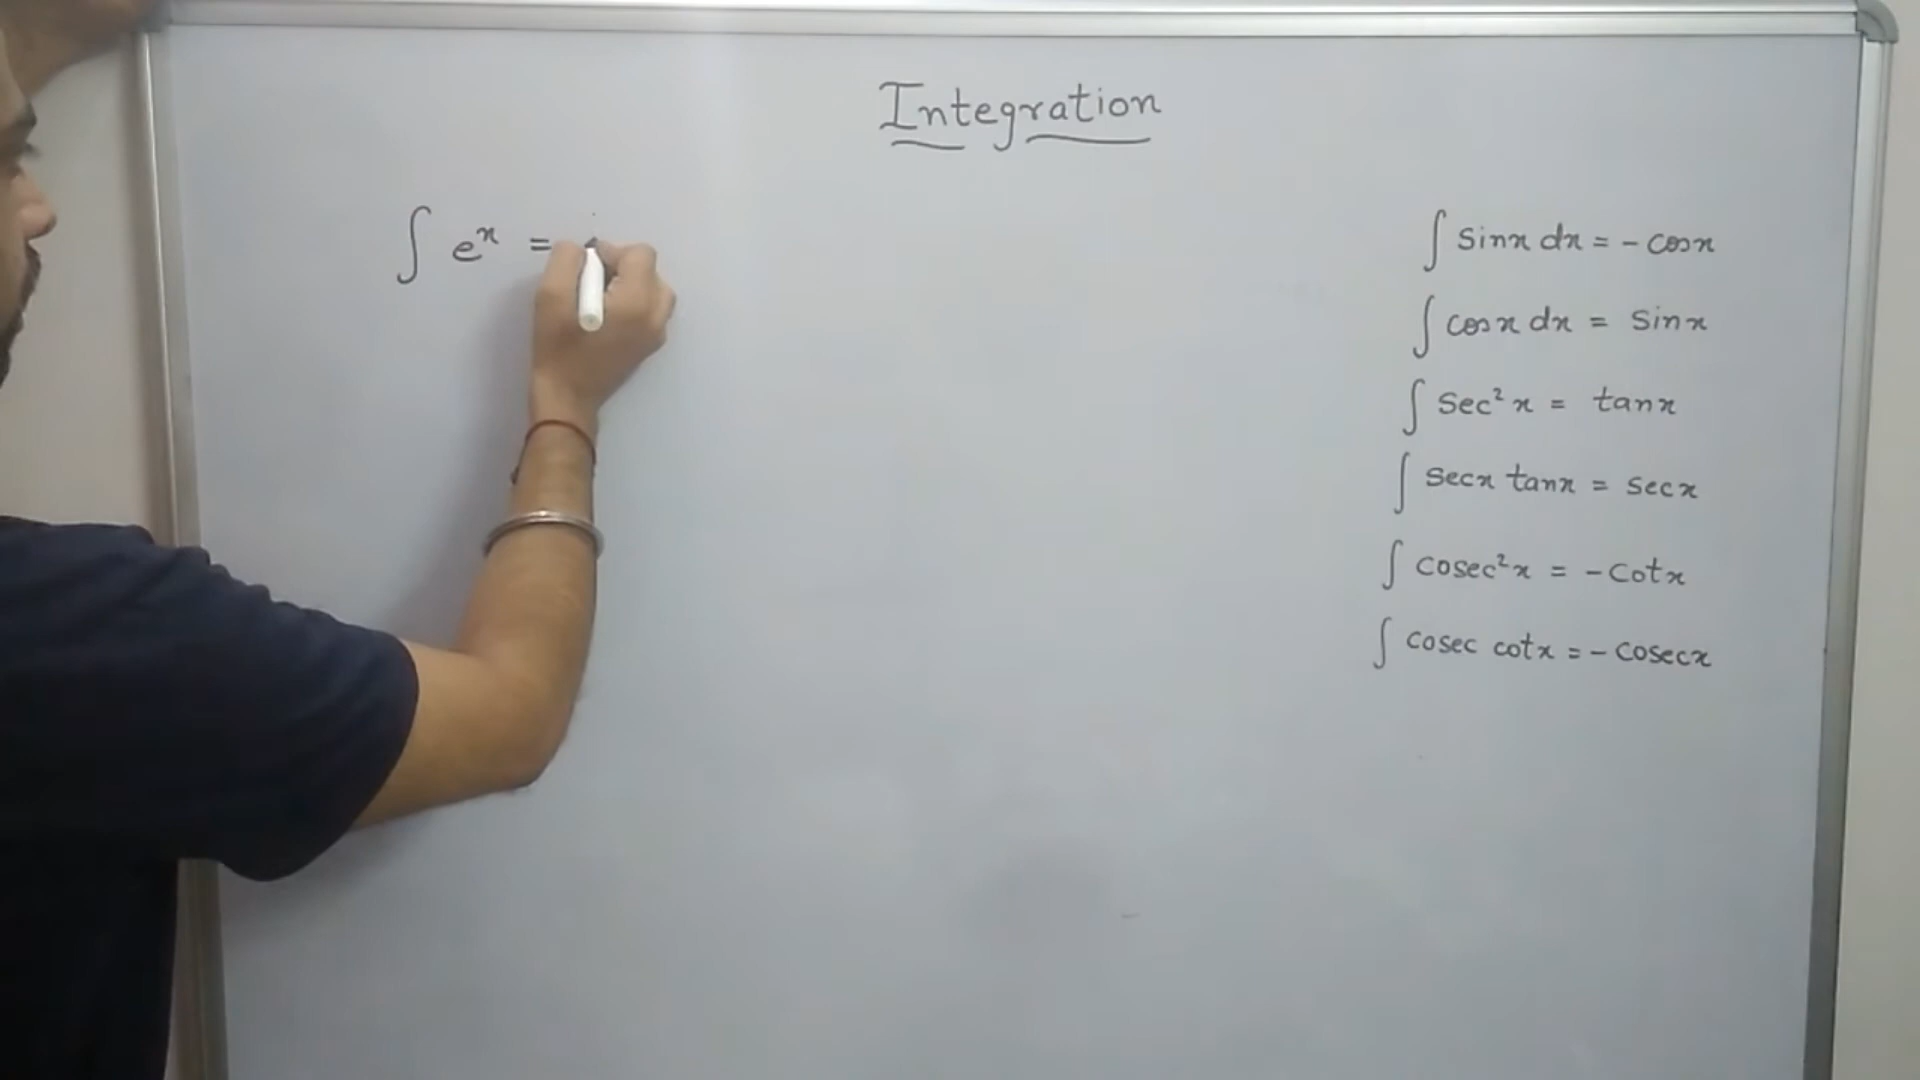 Integration
∫ eˣ =
∫ sinx dx = - cosx
∫ cosx dx = sinx
∫ sec²x = tanx
∫ secx tanx = secx
∫ cosec²x = -cotx
∫ cosec cotx = - cosecx